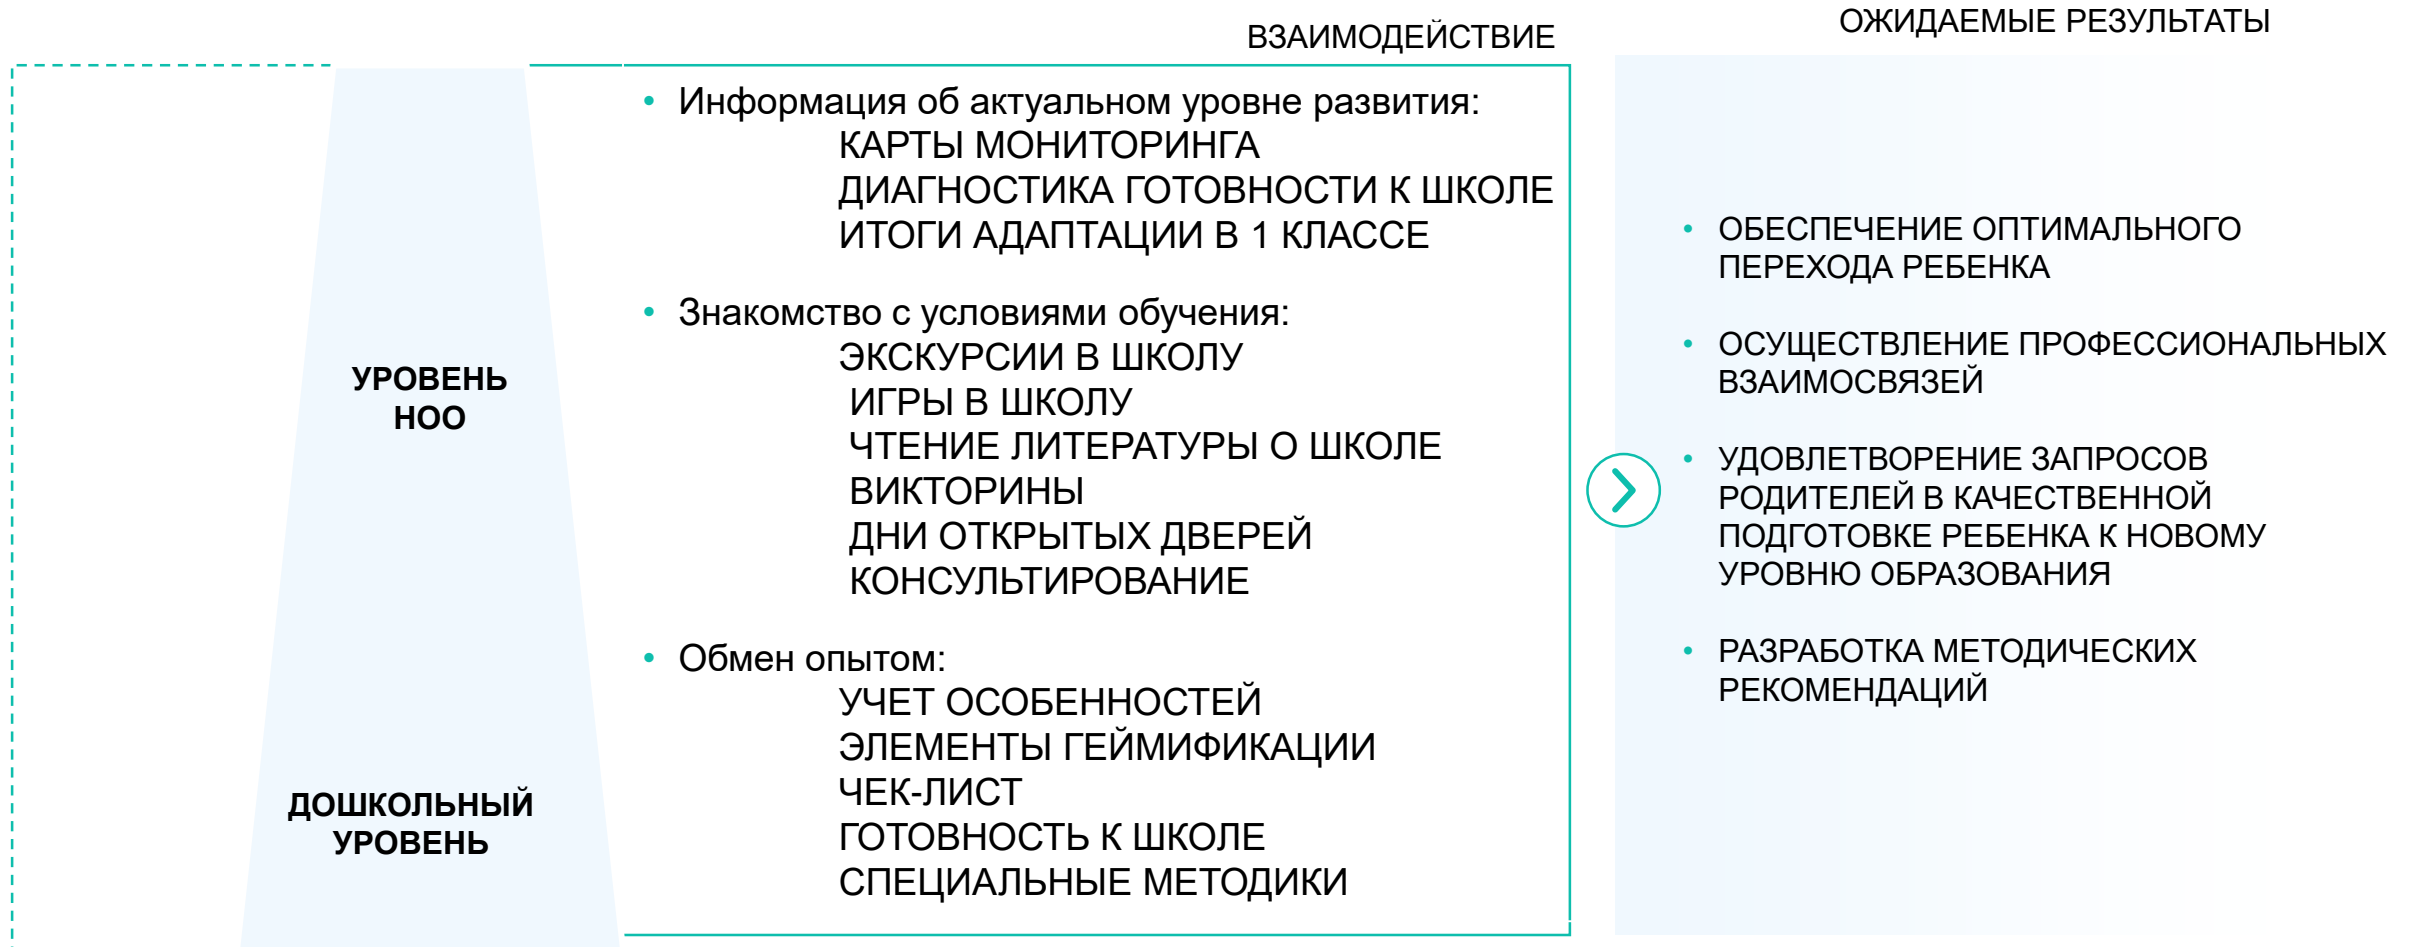 ВЗАИМОДЕЙСТВИЕ
ОЖИДАЕМЫЕ РЕЗУЛЬТАТЫ
УРОВЕНЬ
НОО
ДОШКОЛЬНЫЙ
УРОВЕНЬ
• Информация об актуальном уровне развития:
КАРТЫ МОНИТОРИНГА
ДИАГНОСТИКА ГОТОВНОСТИ К ШКОЛЕ
ИТОГИ АДАПТАЦИИ В 1 КЛАССЕ
• Знакомство с условиями обучения:
ЭКСКУРСИИ В ШКОЛУ
ИГРЫ В ШКОЛУ
ЧТЕНИЕ ЛИТЕРАТУРЫ О ШКОЛЕ
ВИКТОРИНЫ
ДНИ ОТКРЫТЫХ ДВЕРЕЙ
КОНСУЛЬТИРОВАНИЕ
• Обмен опытом:
УЧЕТ ОСОБЕННОСТЕЙ
ЭЛЕМЕНТЫ ГЕЙМИФИКАЦИИ
ЧЕК-ЛИСТ
ГОТОВНОСТЬ К ШКОЛЕ
СПЕЦИАЛЬНЫЕ МЕТОДИКИ
• ОБЕСПЕЧЕНИЕ ОПТИМАЛЬНОГО
ПЕРЕХОДА РЕБЕНКА
• ОСУЩЕСТВЛЕНИЕ ПРОФЕССИОНАЛЬНЫХ
ВЗАИМОСВЯЗЕЙ
• УДОВЛЕТВОРЕНИЕ ЗАПРОСОВ
РОДИТЕЛЕЙ В КАЧЕСТВЕННОЙ
ПОДГОТОВКЕ РЕБЕНКА К НОВОМУ
УРОВНЮ ОБРАЗОВАНИЯ
• РАЗРАБОТКА МЕТОДИЧЕСКИХ
РЕКОМЕНДАЦИЙ